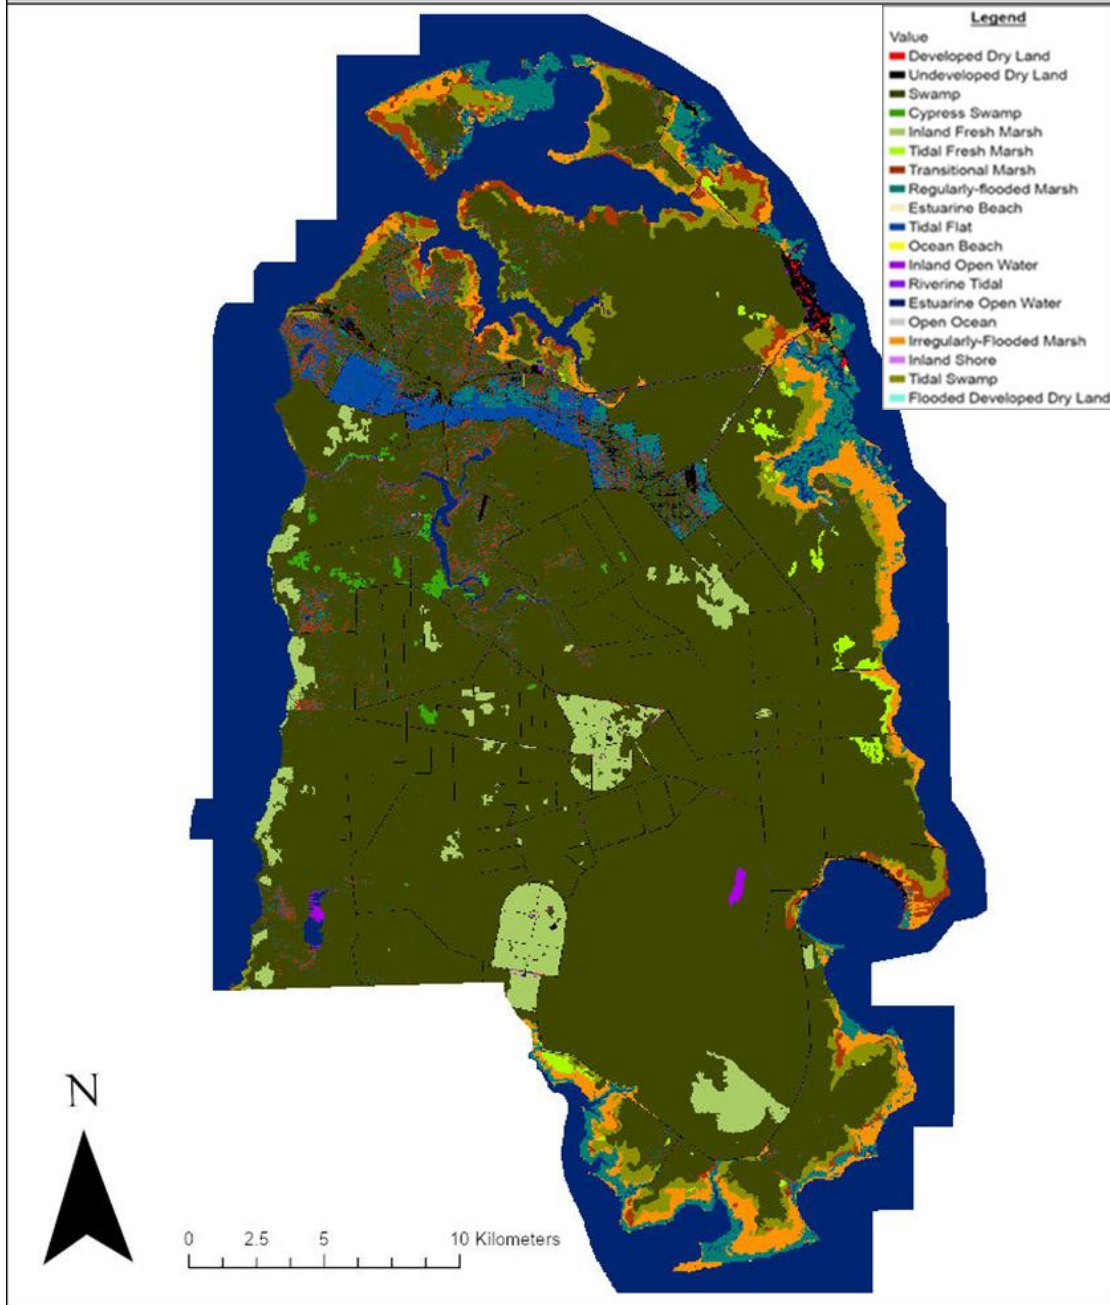 Legend
Value
Developed Dry Land
Undeveloped Dry Land
Swamp
Cypress Swamp
Inland Fresh Marsh
Tidal Fresh Marsh
Transitional Marsh
Regularly-flooded Marsh
Estuarine Beach
Tidal Flat
Ocean Beach
Inland Open Water
Riverine Tidal
Estuarine Open Water
Open Ocean
Irregularly-Flooded Marsh
Inland Shore
Tidal Swamp
Flooded Developed Dry Land
N
0 2.5 5 10 Kilometers